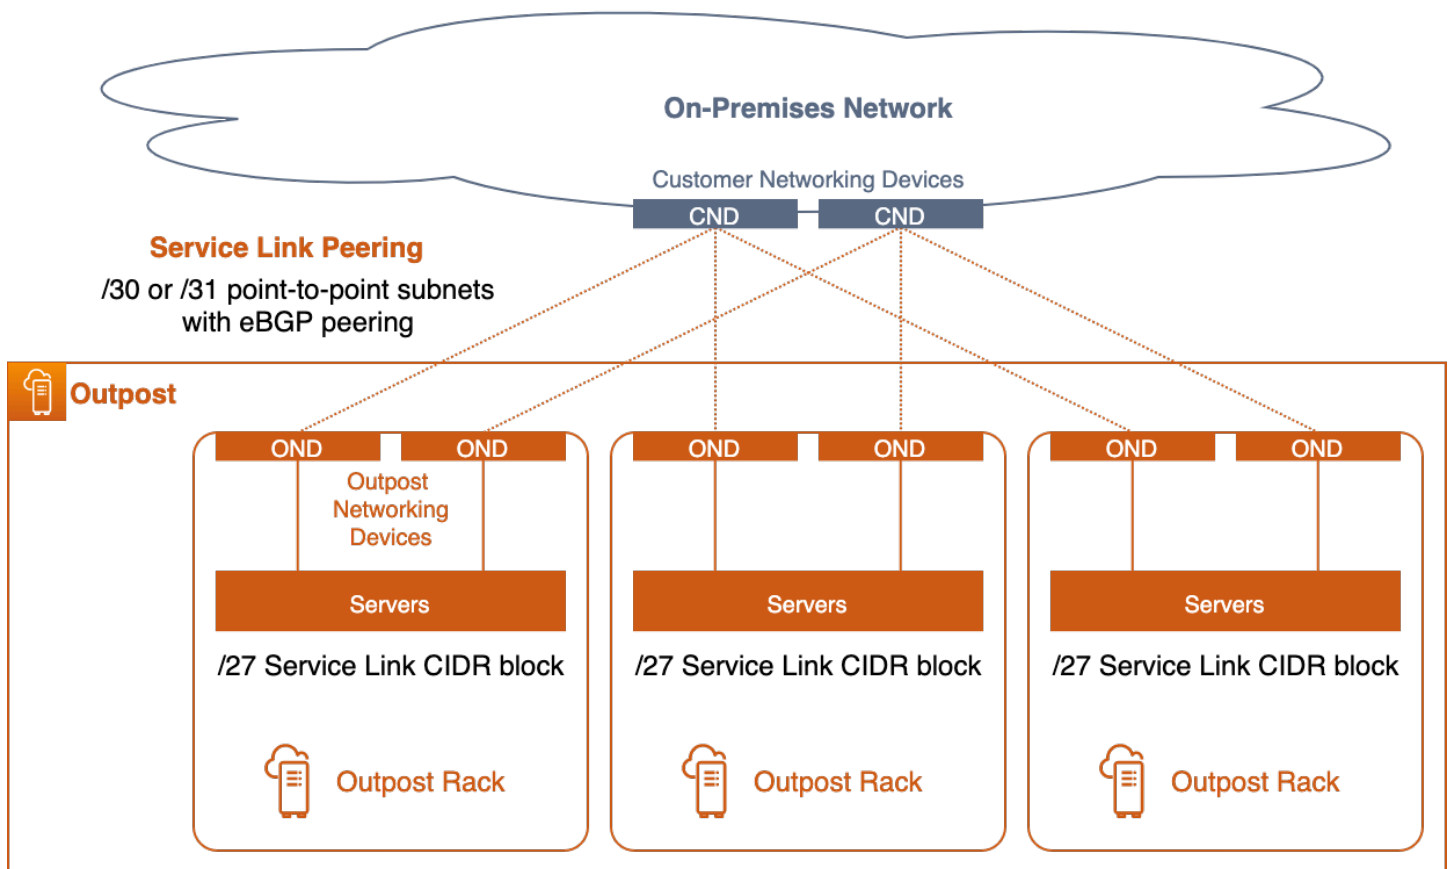 On-Premises Network
Customer Networking Devices
CND
CND
Service Link Peering
/30 or /31 point-to-point subnets
with eBGP peering
Outpost
OND
OND
OND
OND
OND
OND
Outpost
Networking
Devices
Servers
Servers
Servers
/27 Service Link CIDR block
/27 Service Link CIDR block
/27 Service Link CIDR block
Outpost Rack
Outpost Rack
Outpost Rack